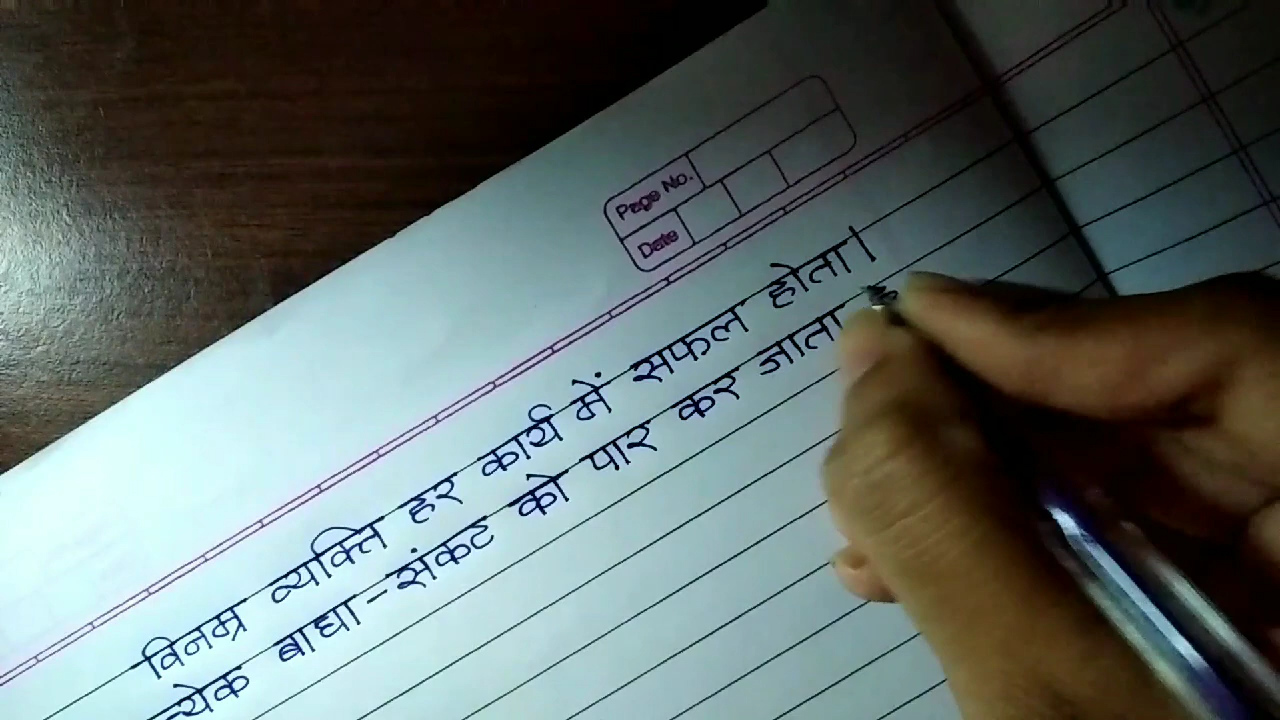 Page No.
Date
विनम्र व्यक्ति हर कार्य में सफल होता।
त्येक बाधा-संकट को पार कर जाता